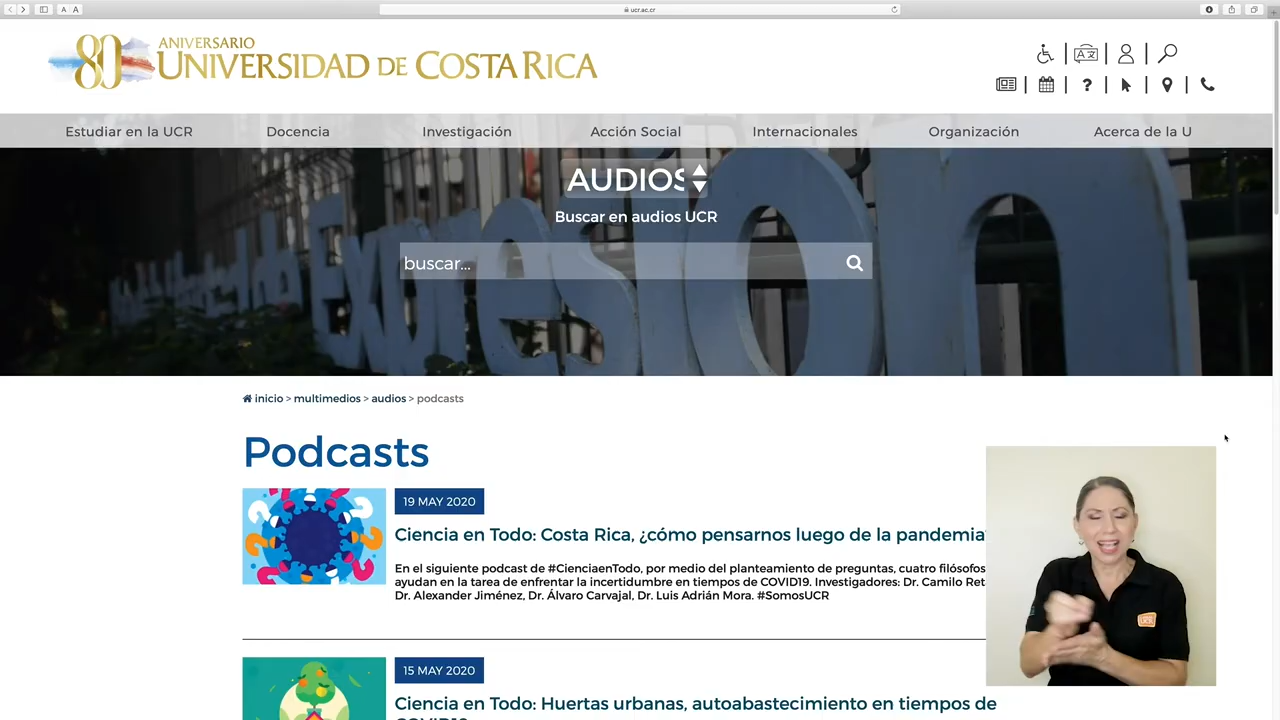 ucr.ac.cr
A A
80 ANIVERSARIO
UNIVERSIDAD DE COSTA RICA
Estudiar en la UCR Docencia Investigación Acción Social Internacionales Organización Acerca de la U
AUDIOS
Buscar en audios UCR
buscar...
Expresión
inicio > multimedios > audios > podcasts
Podcasts
19 MAY 2020
Ciencia en Todo: Costa Rica, ¿cómo pensarnos luego de la pandemia
En el siguiente podcast de #CienciaenTodo, por medio del planteamiento de preguntas, cuatro filósofos
ayudan en la tarea de enfrentar la incertidumbre en tiempos de COVID19. Investigadores: Dr. Camilo Ret
Dr. Alexander Jiménez, Dr. Álvaro Carvajal, Dr. Luis Adrián Mora. #SomosUCR
UCR
15 MAY 2020
Ciencia en Todo: Huertas urbanas, autoabastecimiento en tiempos de
COVID19